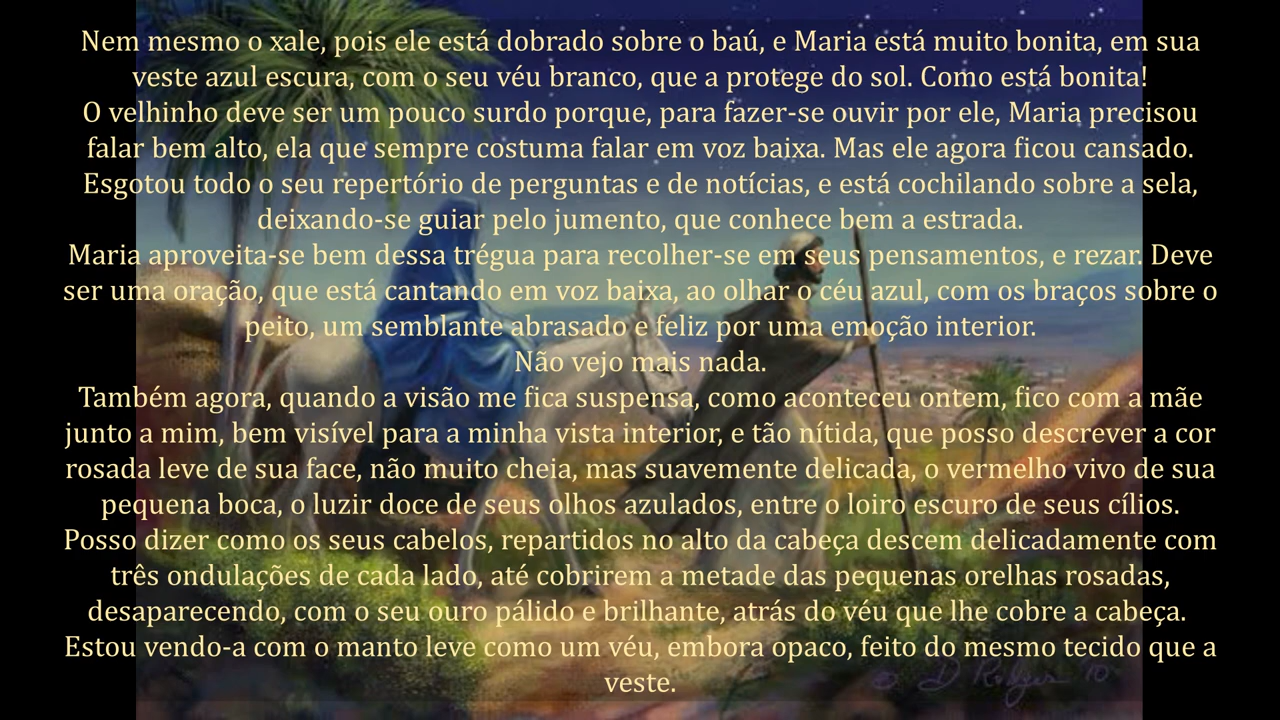 Nem mesmo o xale, pois ele está dobrado sobre o baú, e Maria está muito bonita, em sua
veste azul escura, com o seu véu branco, que a protege do sol. Como está bonita!
O velhinho deve ser um pouco surdo porque, para fazer-se ouvir por ele, Maria precisou
falar bem alto, ela que sempre costuma falar em voz baixa. Mas ele agora ficou cansado.
Esgotou todo o seu repertório de perguntas e de notícias, e está cochilando sobre a sela,
deixando-se guiar pelo jumento, que conhece bem a estrada.
Maria aproveita-se bem dessa trégua para recolher-se em seus pensamentos, e rezar. Deve
ser uma oração, que está cantando em voz baixa, ao olhar o céu azul, com os braços sobre o
peito, um semblante abrasado e feliz por uma emoção interior.
Não vejo mais nada.
Também agora, quando a visão me fica suspensa, como aconteceu ontem, fico com a mãe
junto a mim, bem visível para a minha vista interior, e tão nítida, que posso descrever a cor
rosada leve de sua face, não muito cheia, mas suavemente delicada, o vermelho vivo de sua
pequena boca, o luzir doce de seus olhos azulados, entre o loiro escuro de seus cílios.
Posso dizer como os seus cabelos, repartidos no alto da cabeça descem delicadamente com
três ondulações de cada lado, até cobrirem a metade das pequenas orelhas rosadas,
desaparecendo, com o seu ouro pálido e brilhante, atrás do véu que lhe cobre a cabeça.
Estou vendo-a com o manto leve como um véu, embora opaco, feito do mesmo tecido que a
veste.